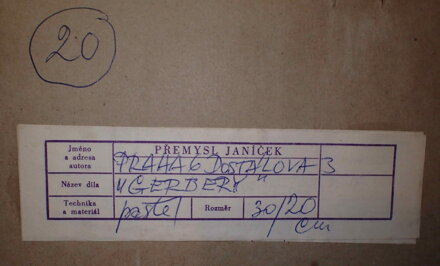 20
Jméno
a adresa
autora
PŘEMYSL JANÍČEK
PRAHA 6 DOSTÁLOVA 3
Název díla
"GERBERY"
Technika
a materiál
pastel
Rozměr
30/20
cm